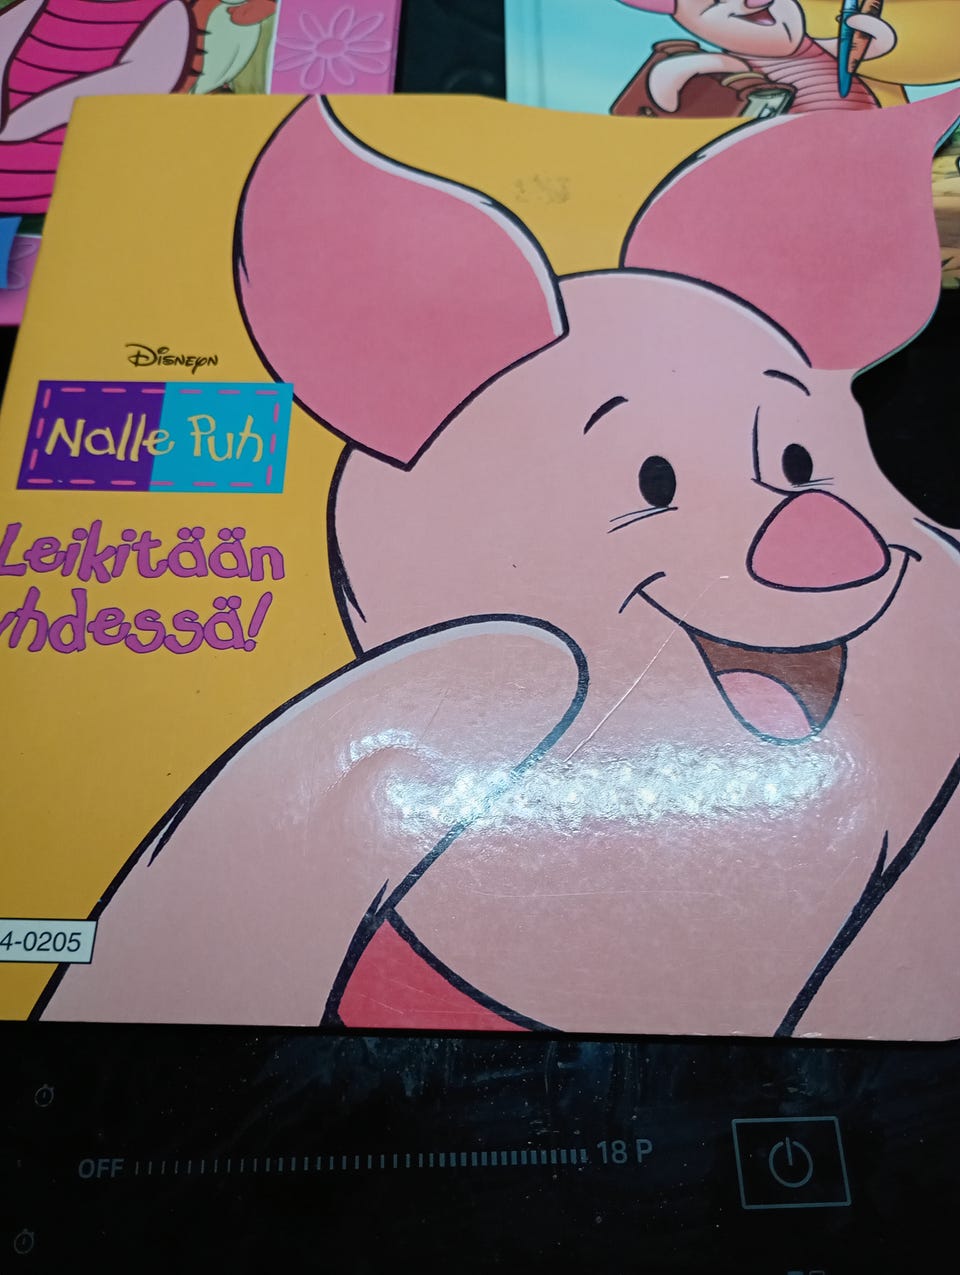 Disneyn
Nalle Puh
Leikitään
yhdessä!
4-0205
OFF
18 P